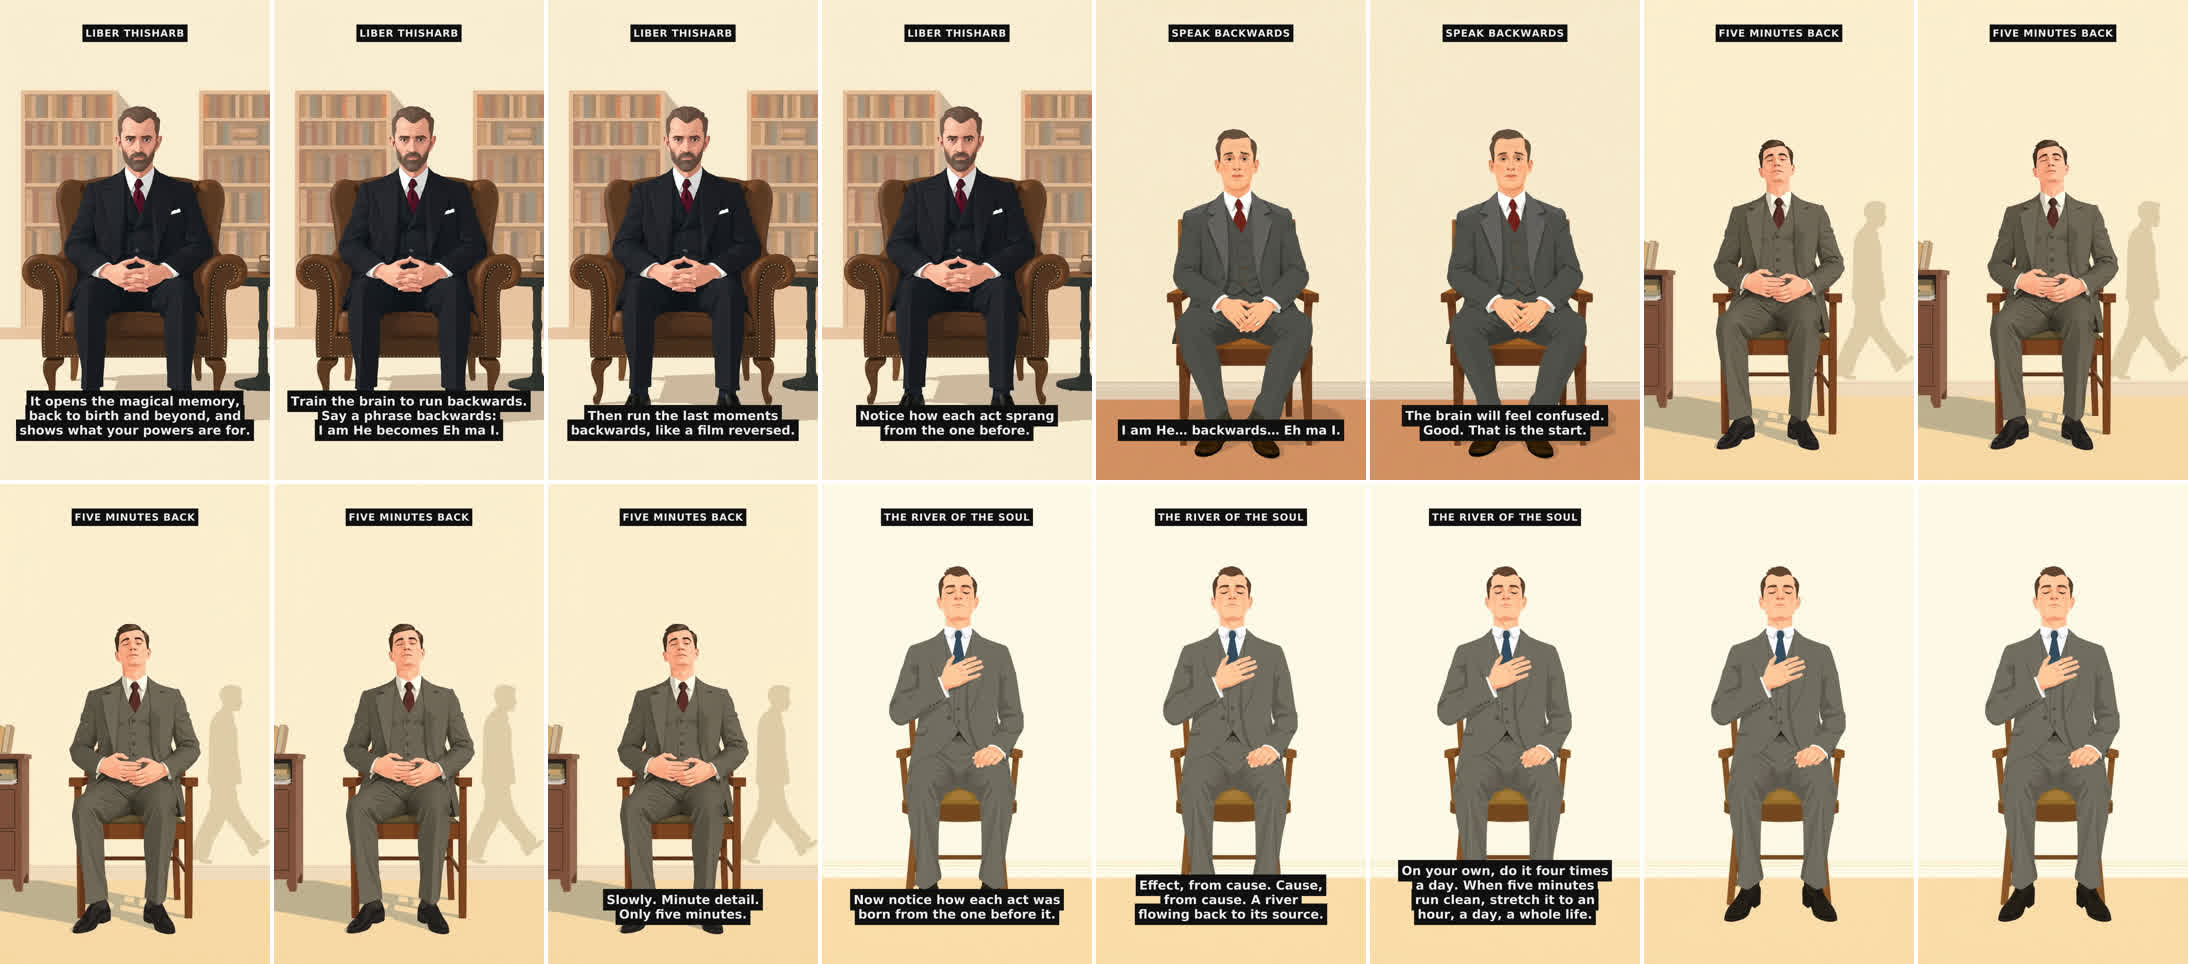 LIBER THISHARB
It opens the magical memory,
back to birth and beyond, and
shows what your powers are for.
LIBER THISHARB
Train the brain to run backwards.
Say a phrase backwards:
I am He becomes Eh ma I.
LIBER THISHARB
Then run the last moments
backwards, like a film reversed.
LIBER THISHARB
Notice how each act sprang
from the one before.
SPEAK BACKWARDS
I am He… backwards… Eh ma I.
SPEAK BACKWARDS
The brain will feel confused.
Good. That is the start.
FIVE MINUTES BACK
FIVE MINUTES BACK
FIVE MINUTES BACK
FIVE MINUTES BACK
FIVE MINUTES BACK
Slowly. Minute detail.
Only five minutes.
THE RIVER OF THE SOUL
Now notice how each act was
born from the one before it.
THE RIVER OF THE SOUL
Effect, from cause. Cause,
from cause. A river
flowing back to its source.
THE RIVER OF THE SOUL
On your own, do it four times
a day. When five minutes
run clean, stretch it to an
hour, a day, a whole life.